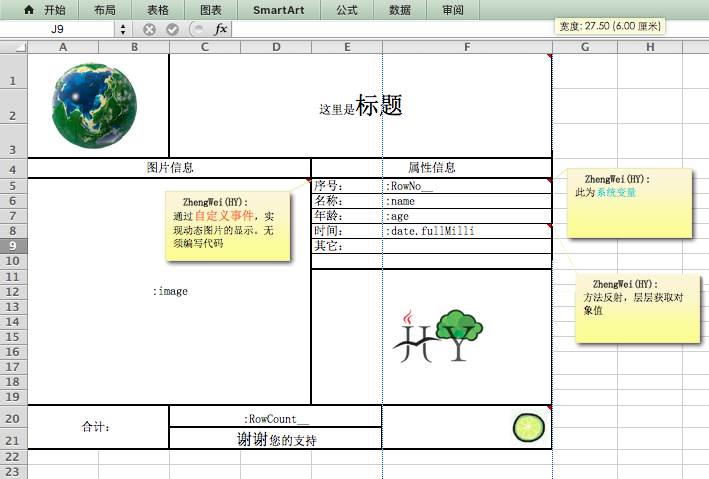 开始 布局 表格 图表 SmartArt 公式 数据 审阅
宽度: 27.50 (6.00 厘米)
J9 fx
A B C D E F G H
1
这里是标题
2
3
4 图片信息 属性信息
5 序号: :RowNo__
6 名称: :name
7 年龄: :age
8 时间: :date.fullMilli
9 其它:
10
11
12 :image
13
14
15
16
17
18
19
20 :RowCount__
合计:
21 谢谢您的支持
22
23
ZhengWei(HY):
通过自定义事件，实
现动态图片的显示。无
须编写代码
ZhengWei(HY):
此为系统变量
ZhengWei(HY):
方法反射，层层获取对
象值
HY